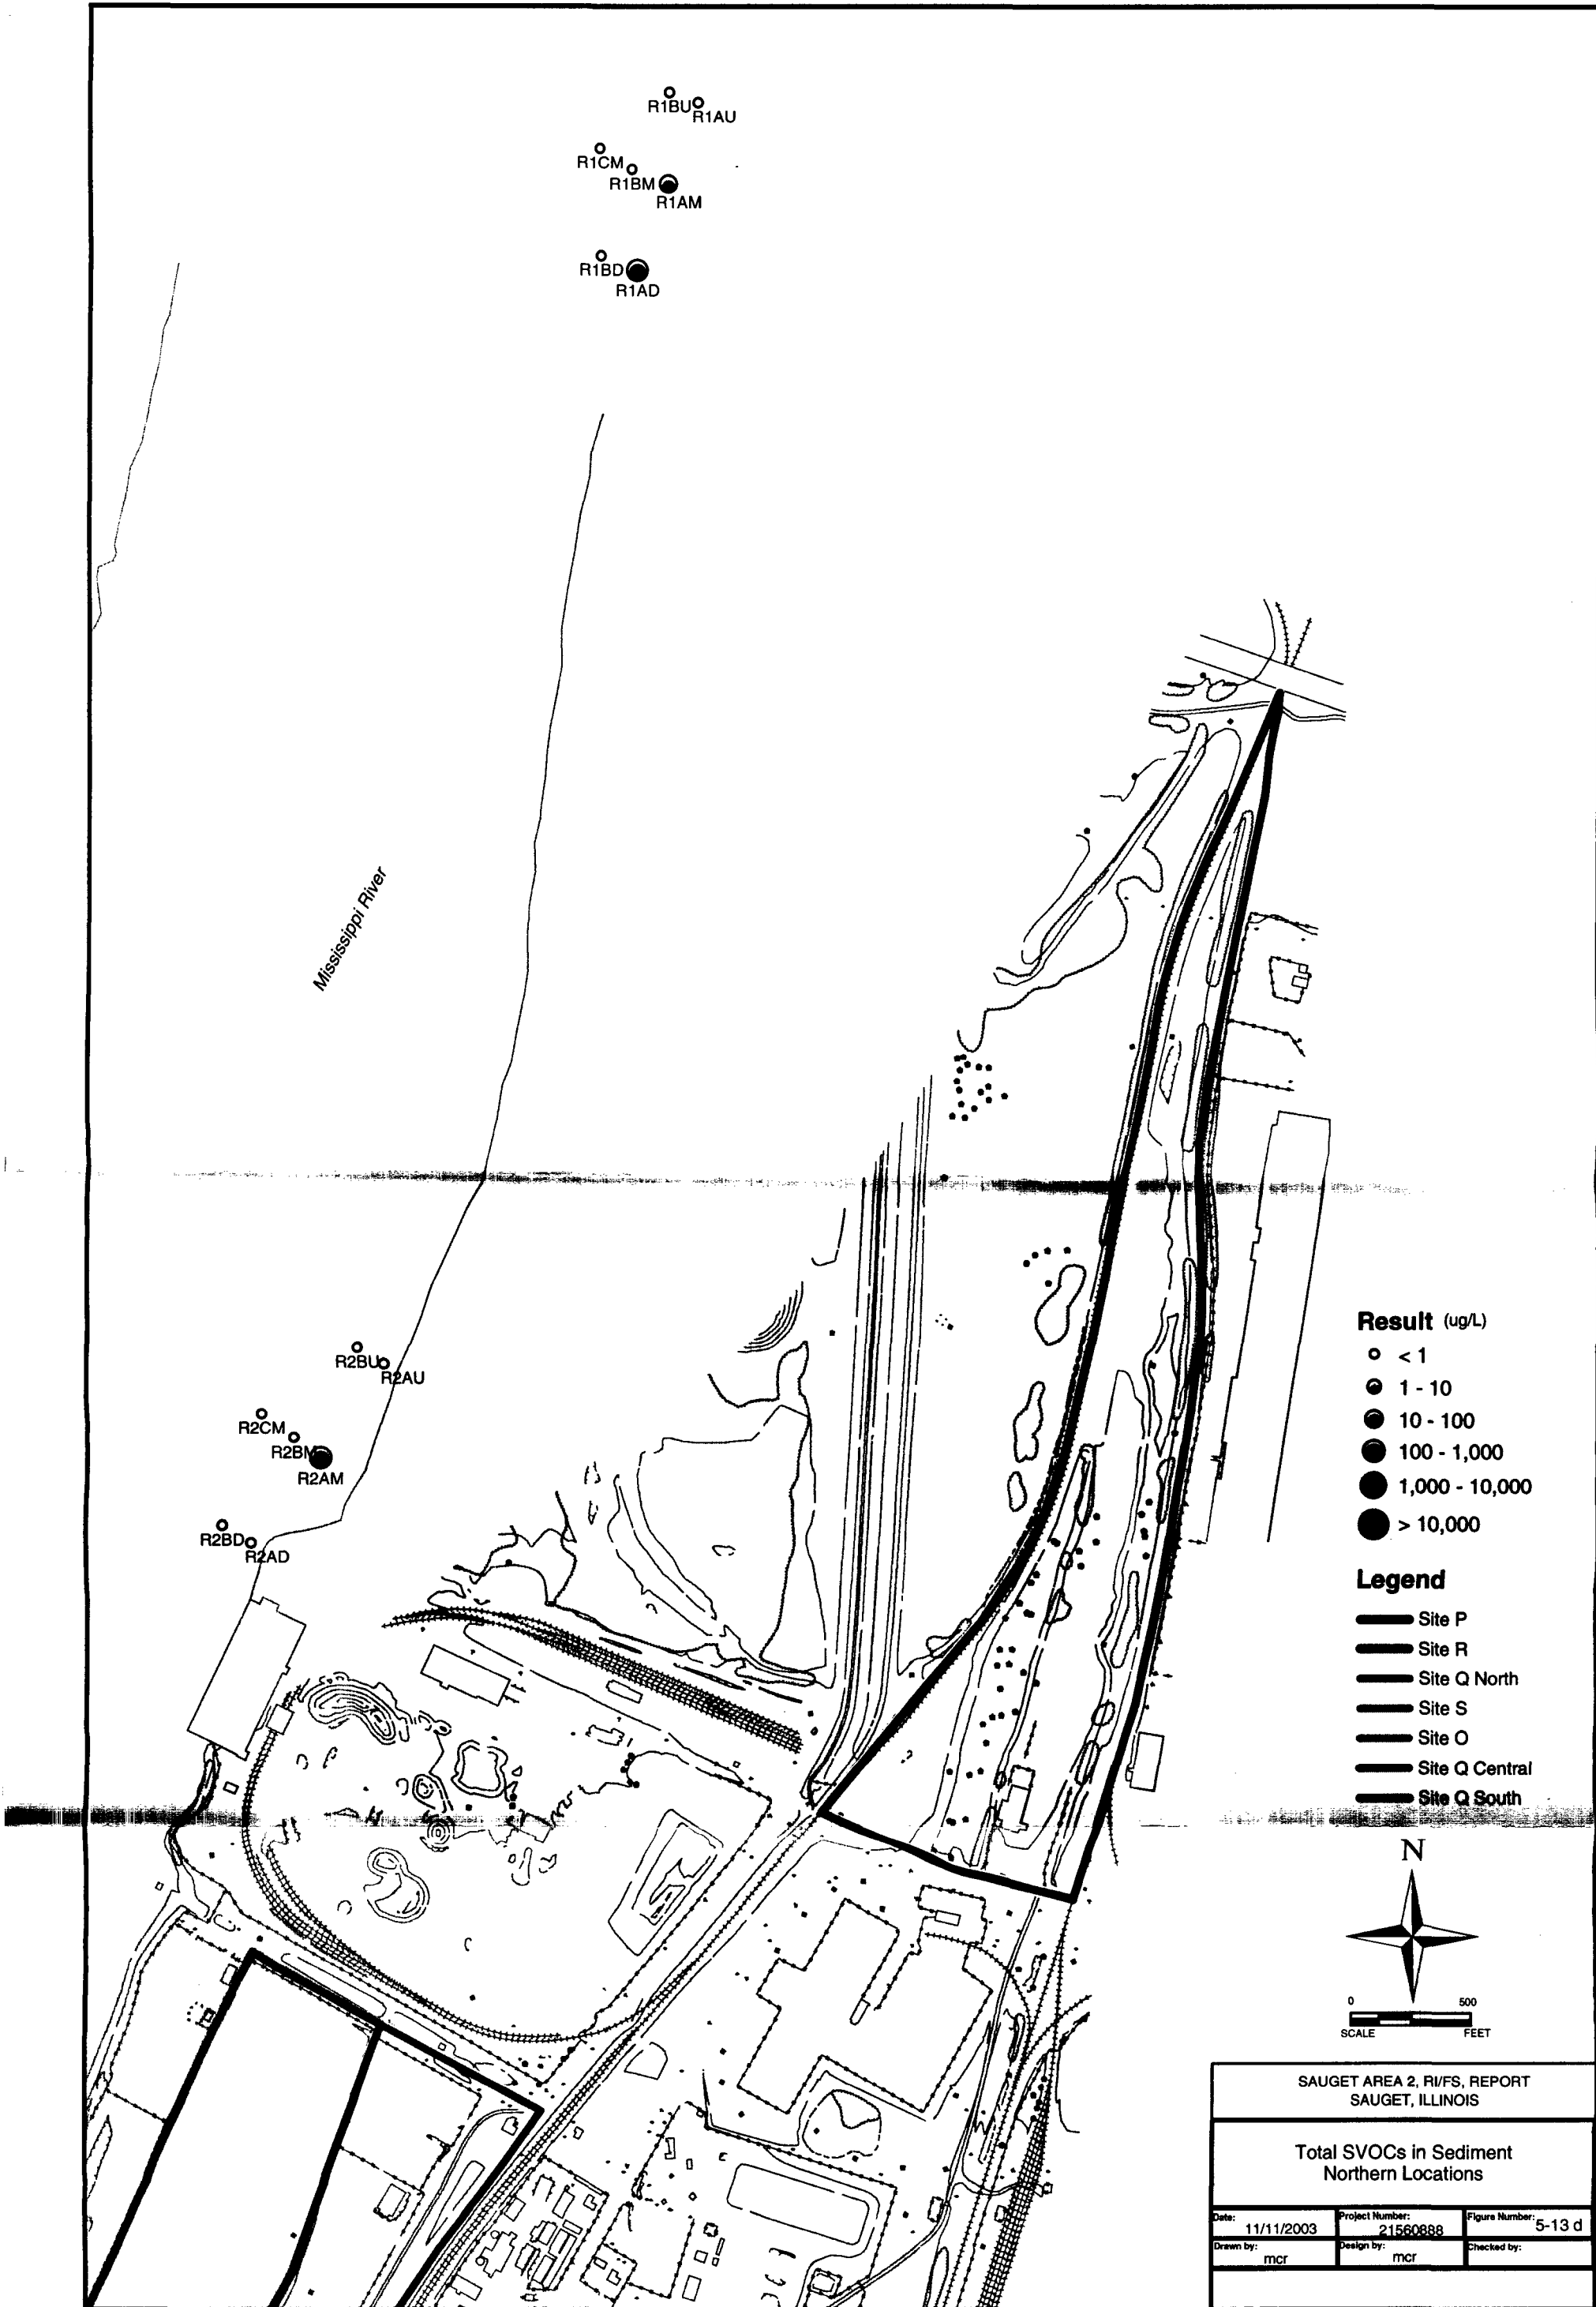 R1BU
R1AU
R1CM
R1BM
R1AM
R1BD
R1AD
Mississippi River
R2BU
R2AU
R2CM
R2BM
R2AM
R2BD
R2AD
Result (ug/L)
< 1
1 - 10
10 - 100
100 - 1,000
1,000 - 10,000
> 10,000
Legend
Site P
Site R
Site Q North
Site S
Site O
Site Q Central
Site Q South
N
0 500
SCALE FEET
SAUGET AREA 2, RI/FS, REPORT
SAUGET, ILLINOIS
Total SVOCs in Sediment
Northern Locations
Date: 11/11/2003 Project Number: 21560888 Figure Number: 5-13 d
Drawn by: mcr Design by: mcr Checked by: